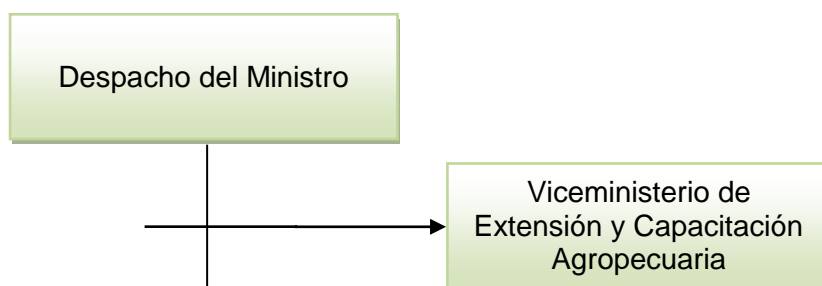 Despacho del Ministro
Viceministerio de
Extensión y Capacitación
Agropecuaria